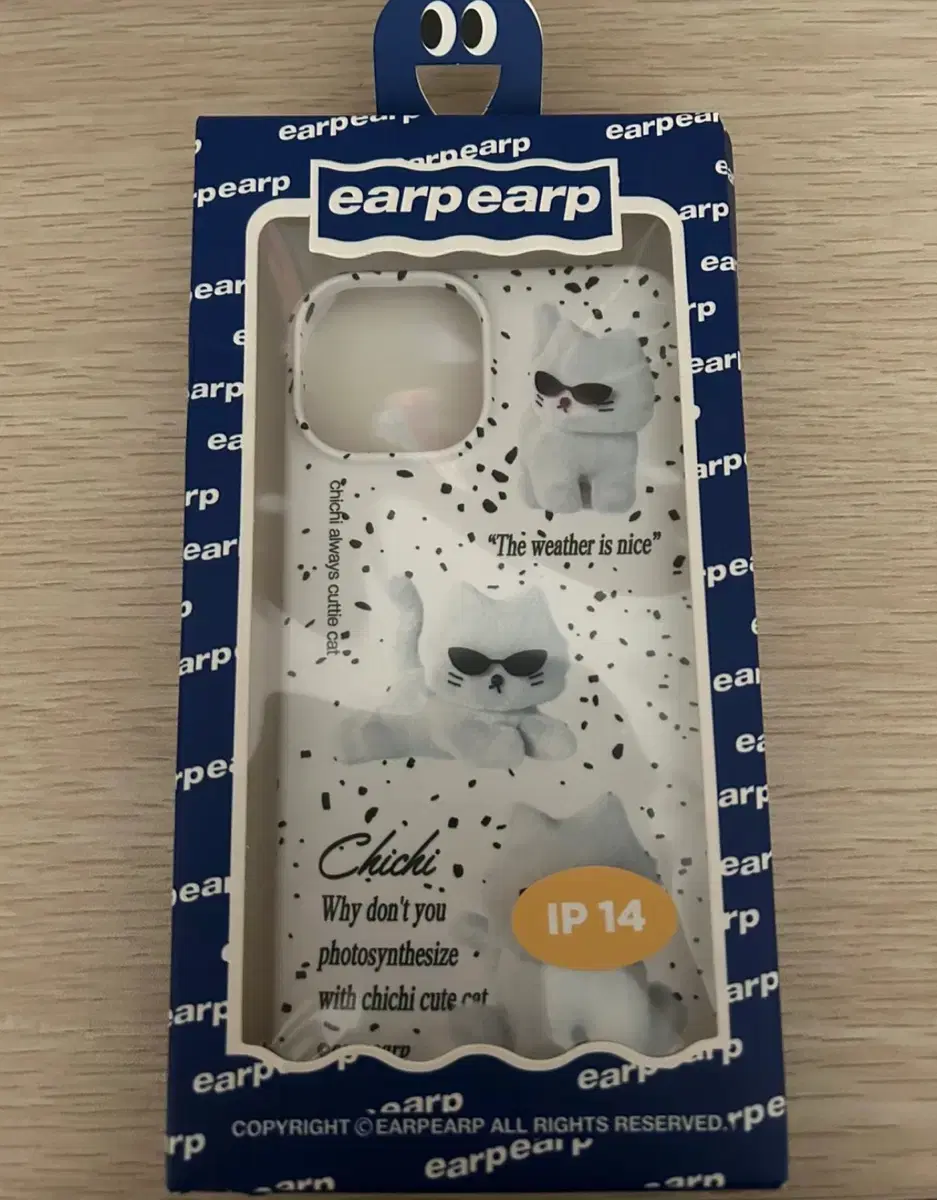 earpearp
chichi always cuttie cat
“The weather is nice”
Chichi
Why don't you
photosynthesize
with chichi cute cat
IP 14
earpearp
COPYRIGHT ©EARPEARP ALL RIGHTS RESERVED.
earpearp